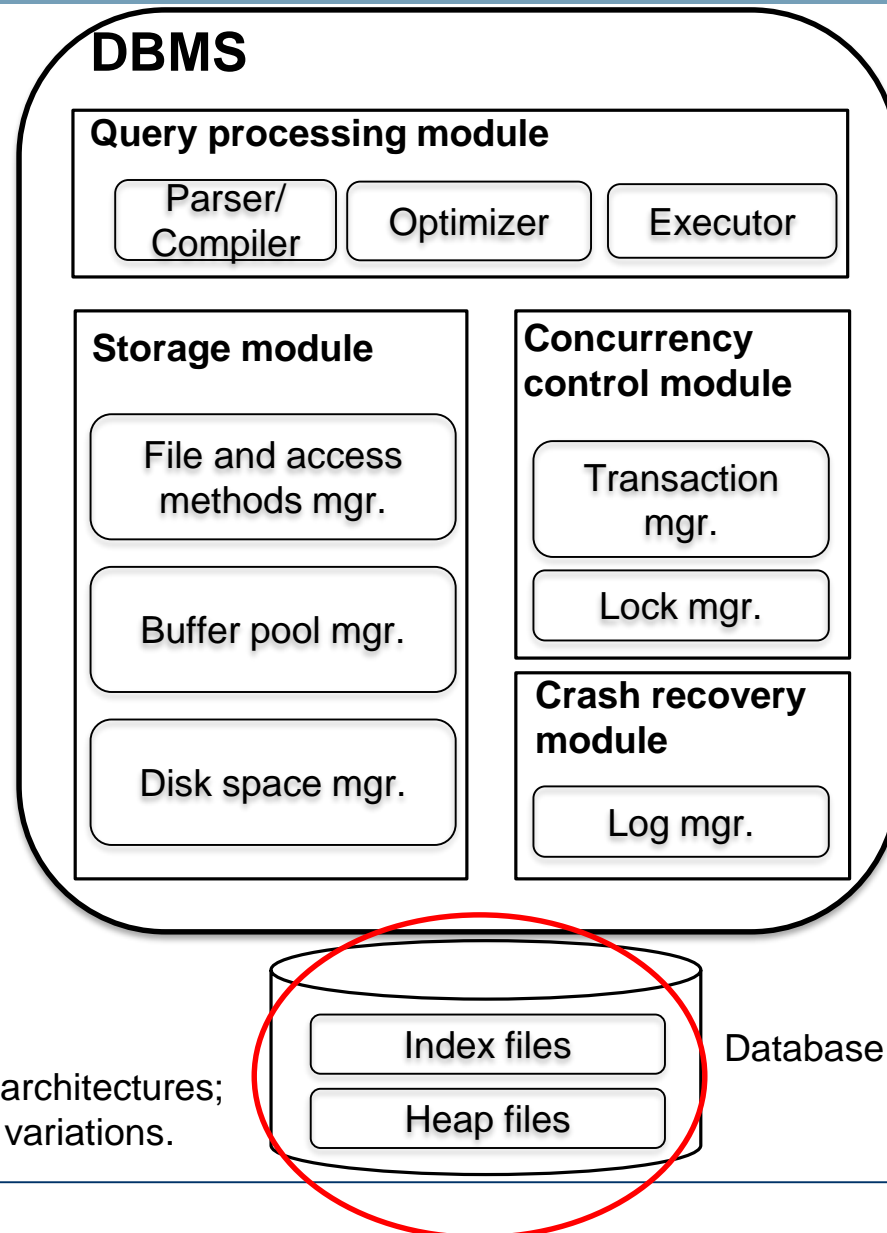 DBMS
Query processing module
Parser/
Compiler
Optimizer
Executor
Storage module
File and access
methods mgr.
Buffer pool mgr.
Disk space mgr.
Concurrency
control module
Transaction
mgr.
Lock mgr.
Crash recovery
module
Log mgr.
Index files
Heap files
Database
architectures;
variations.